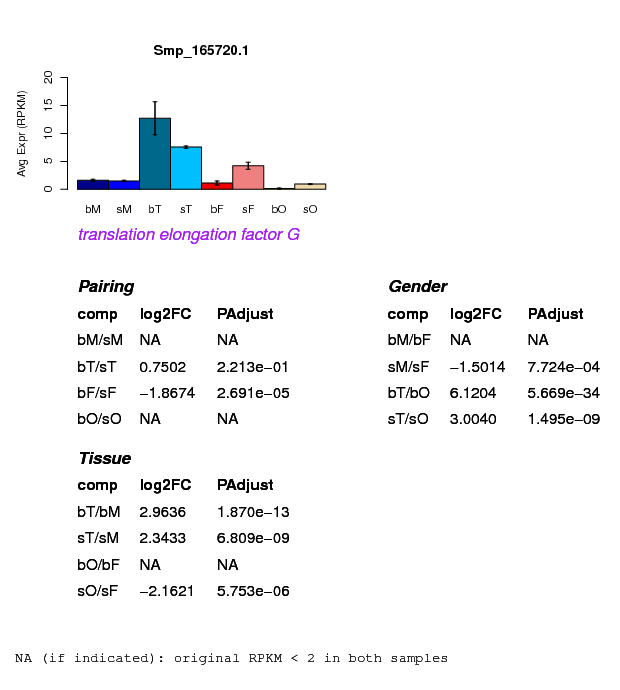 Smp_165720.1
Avg Expr (RPKM)
20
15
10
5
0
bM sM bT sT bF sF bO sO
translation elongation factor G
Pairing
comp log2FC PAdjust
bM/sM NA NA
bT/sT 0.7502 2.213e−01
bF/sF −1.8674 2.691e−05
bO/sO NA NA
Gender
comp log2FC PAdjust
bM/bF NA NA
sM/sF −1.5014 7.724e−04
bT/bO 6.1204 5.669e−34
sT/sO 3.0040 1.495e−09
Tissue
comp log2FC PAdjust
bT/bM 2.9636 1.870e−13
sT/sM 2.3433 6.809e−09
bO/bF NA NA
sO/sF −2.1621 5.753e−06
NA (if indicated): original RPKM < 2 in both samples